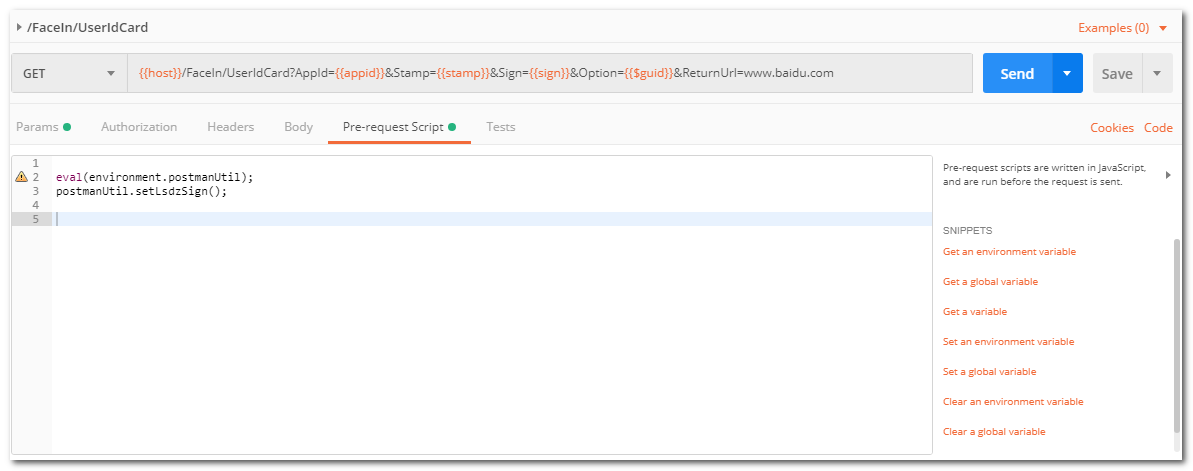 /FaceIn/UserIdCard
Examples (0)
GET
{{host}}/FaceIn/UserIdCard?AppId={{appid}}&Stamp={{stamp}}&Sign={{sign}}&Option={{$guid}}&ReturnUrl=www.baidu.com
Send
Save
Params
Authorization
Headers
Body
Pre-request Script
Tests
Cookies
Code
1
2 eval(environment.postmanUtil);
3 postmanUtil.setLsdzSign();
4
5
Pre-request scripts are written in JavaScript,
and are run before the request is sent.
SNIPPETS
Get an environment variable
Get a global variable
Get a variable
Set an environment variable
Set a global variable
Clear an environment variable
Clear a global variable